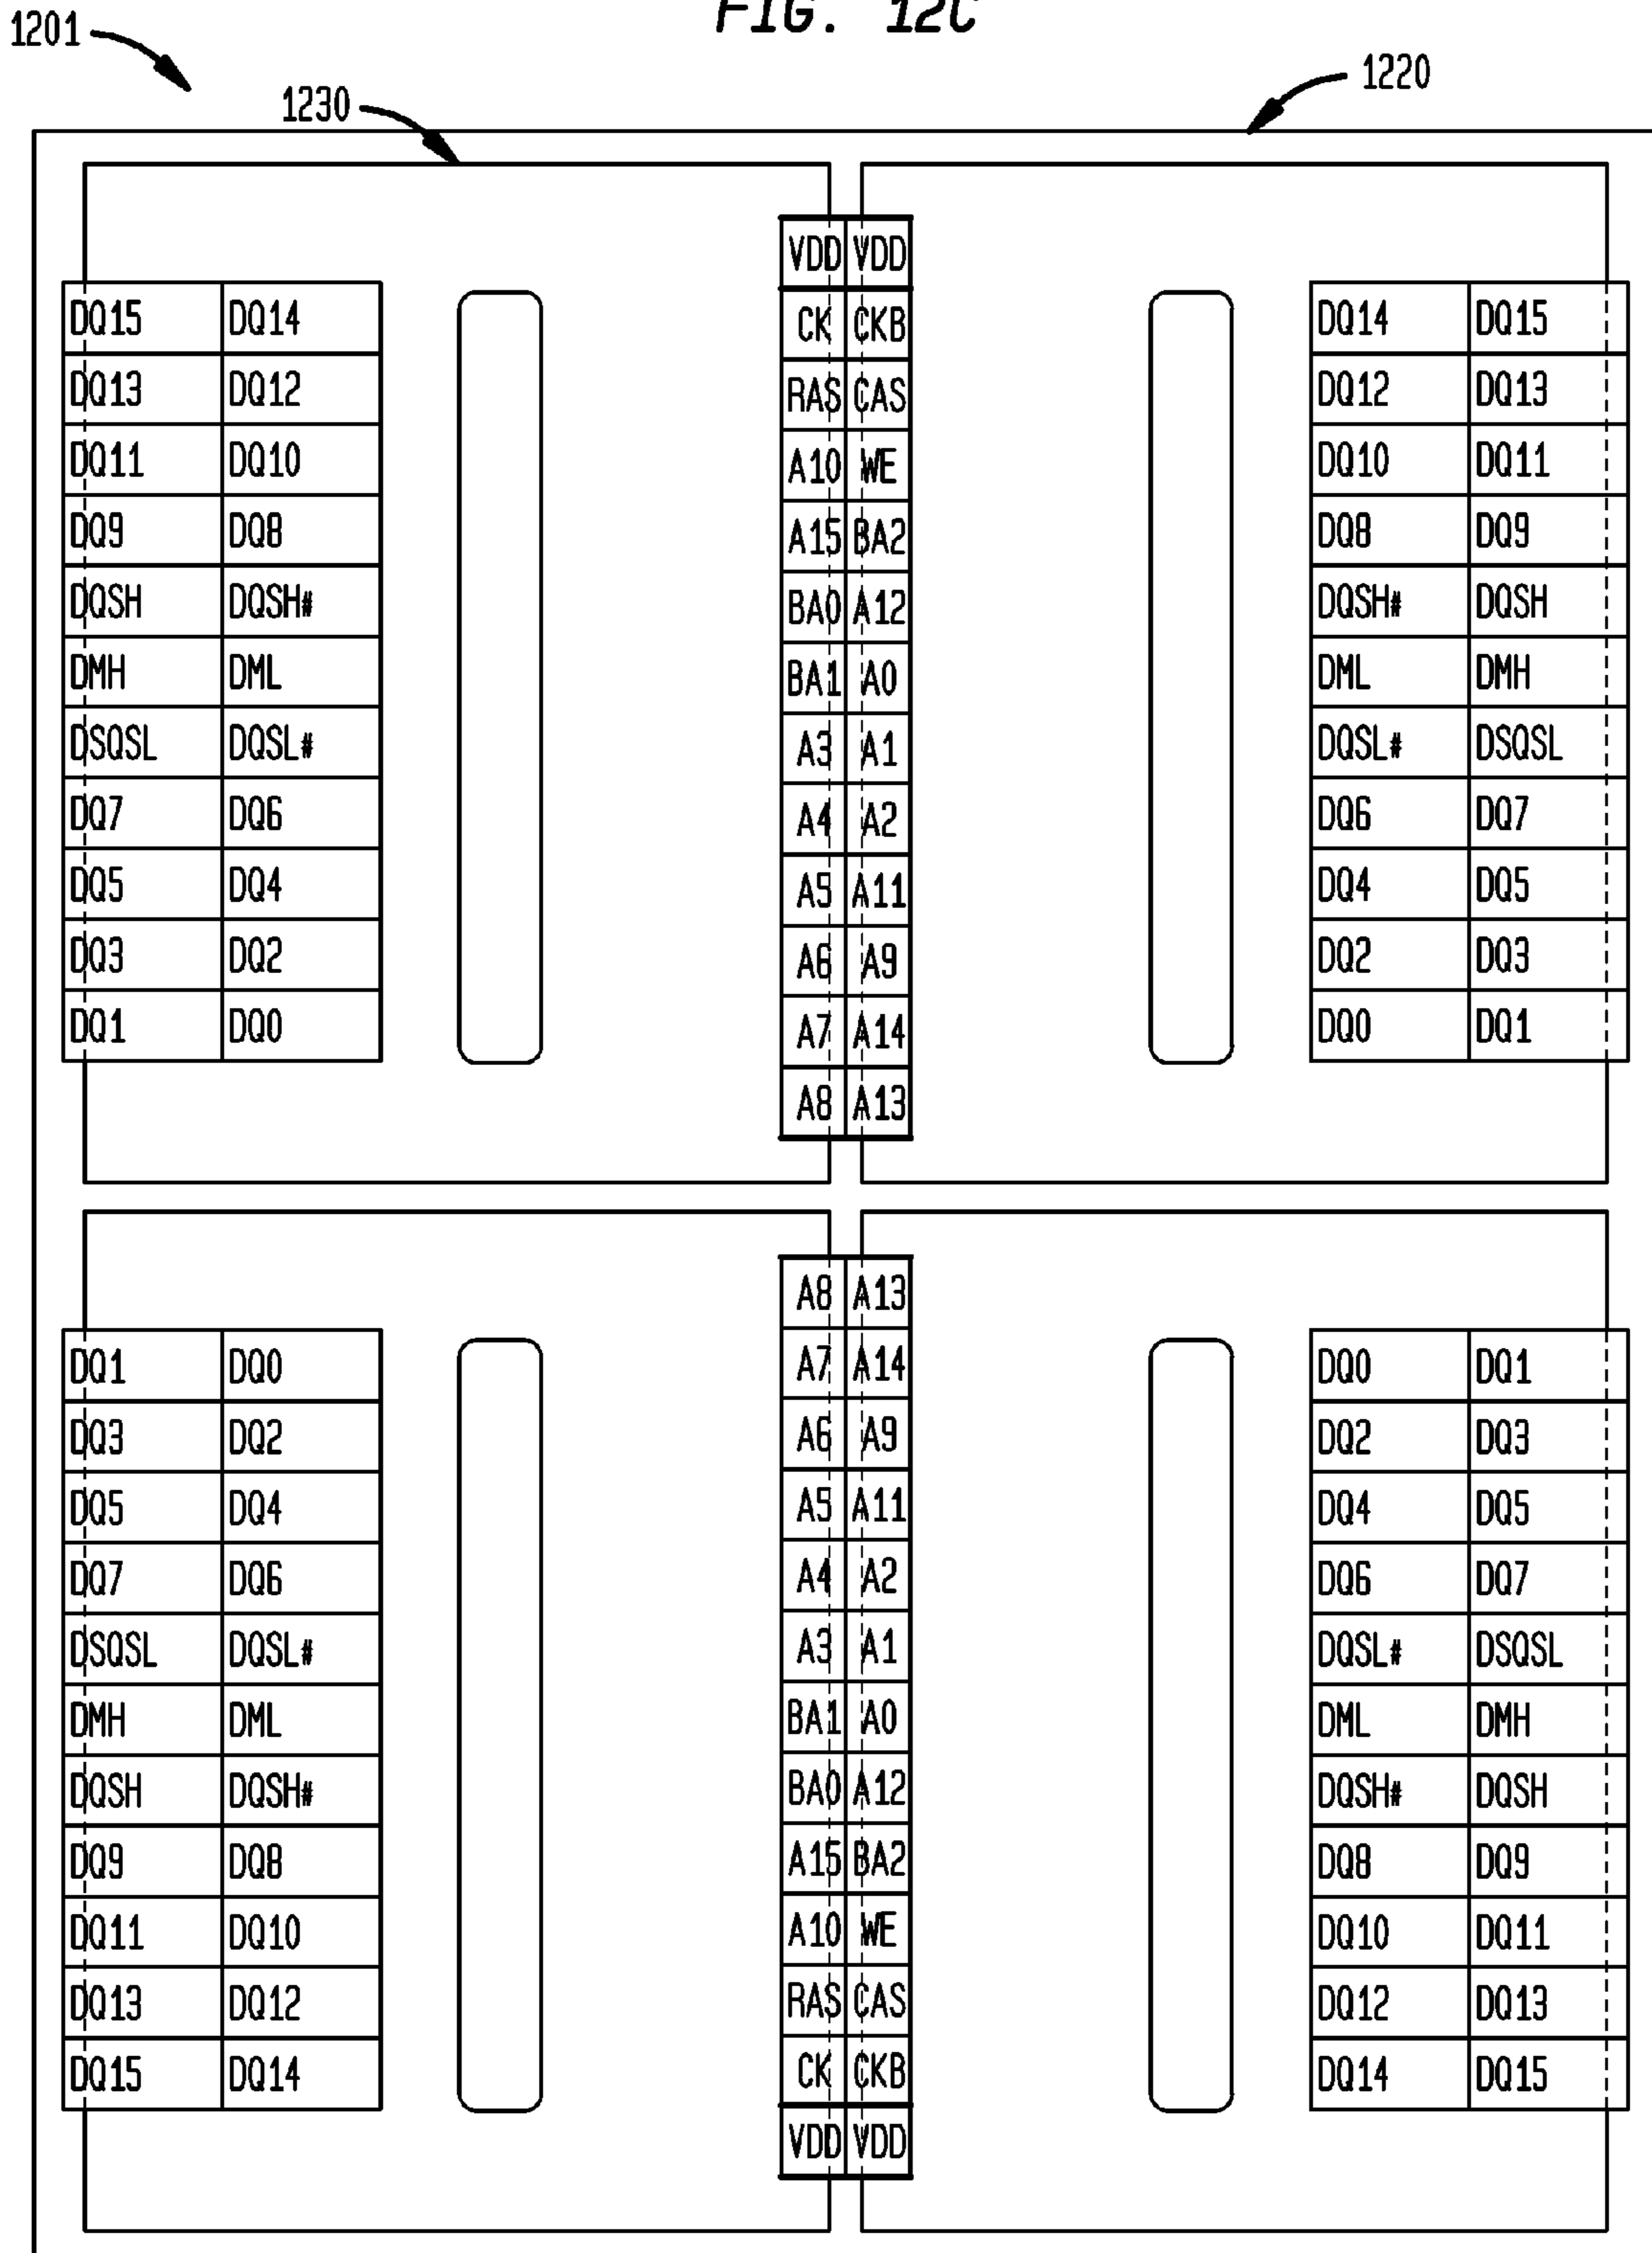 FIG. 12C
1201
1220
1230
VDD VDD
DQ15 DQ14 CK CKB DQ14 DQ15
DQ13 DQ12 RAS CAS DQ12 DQ13
DQ11 DQ10 A10 WE DQ10 DQ11
DQ9 DQ8 A15 BA2 DQ8 DQ9
DQSH DQSH# BA0 A12 DQSH# DQSH
DMH DML BA1 A0 DML DMH
DSQSL DQSL# A3 A1 DQSL# DSQSL
DQ7 DQ6 A4 A2 DQ6 DQ7
DQ5 DQ4 A5 A11 DQ4 DQ5
DQ3 DQ2 A6 A9 DQ2 DQ3
DQ1 DQ0 A7 A14 DQ0 DQ1
A8 A13
A8 A13
DQ1 DQ0 A7 A14 DQ0 DQ1
DQ3 DQ2 A6 A9 DQ2 DQ3
DQ5 DQ4 A5 A11 DQ4 DQ5
DQ7 DQ6 A4 A2 DQ6 DQ7
DSQSL DQSL# A3 A1 DQSL# DSQSL
DMH DML BA1 A0 DML DMH
DQSH DQSH# BA0 A12 DQSH# DQSH
DQ9 DQ8 A15 BA2 DQ8 DQ9
DQ11 DQ10 A10 WE DQ10 DQ11
DQ13 DQ12 RAS CAS DQ12 DQ13
DQ15 DQ14 CK CKB DQ14 DQ15
VDD VDD